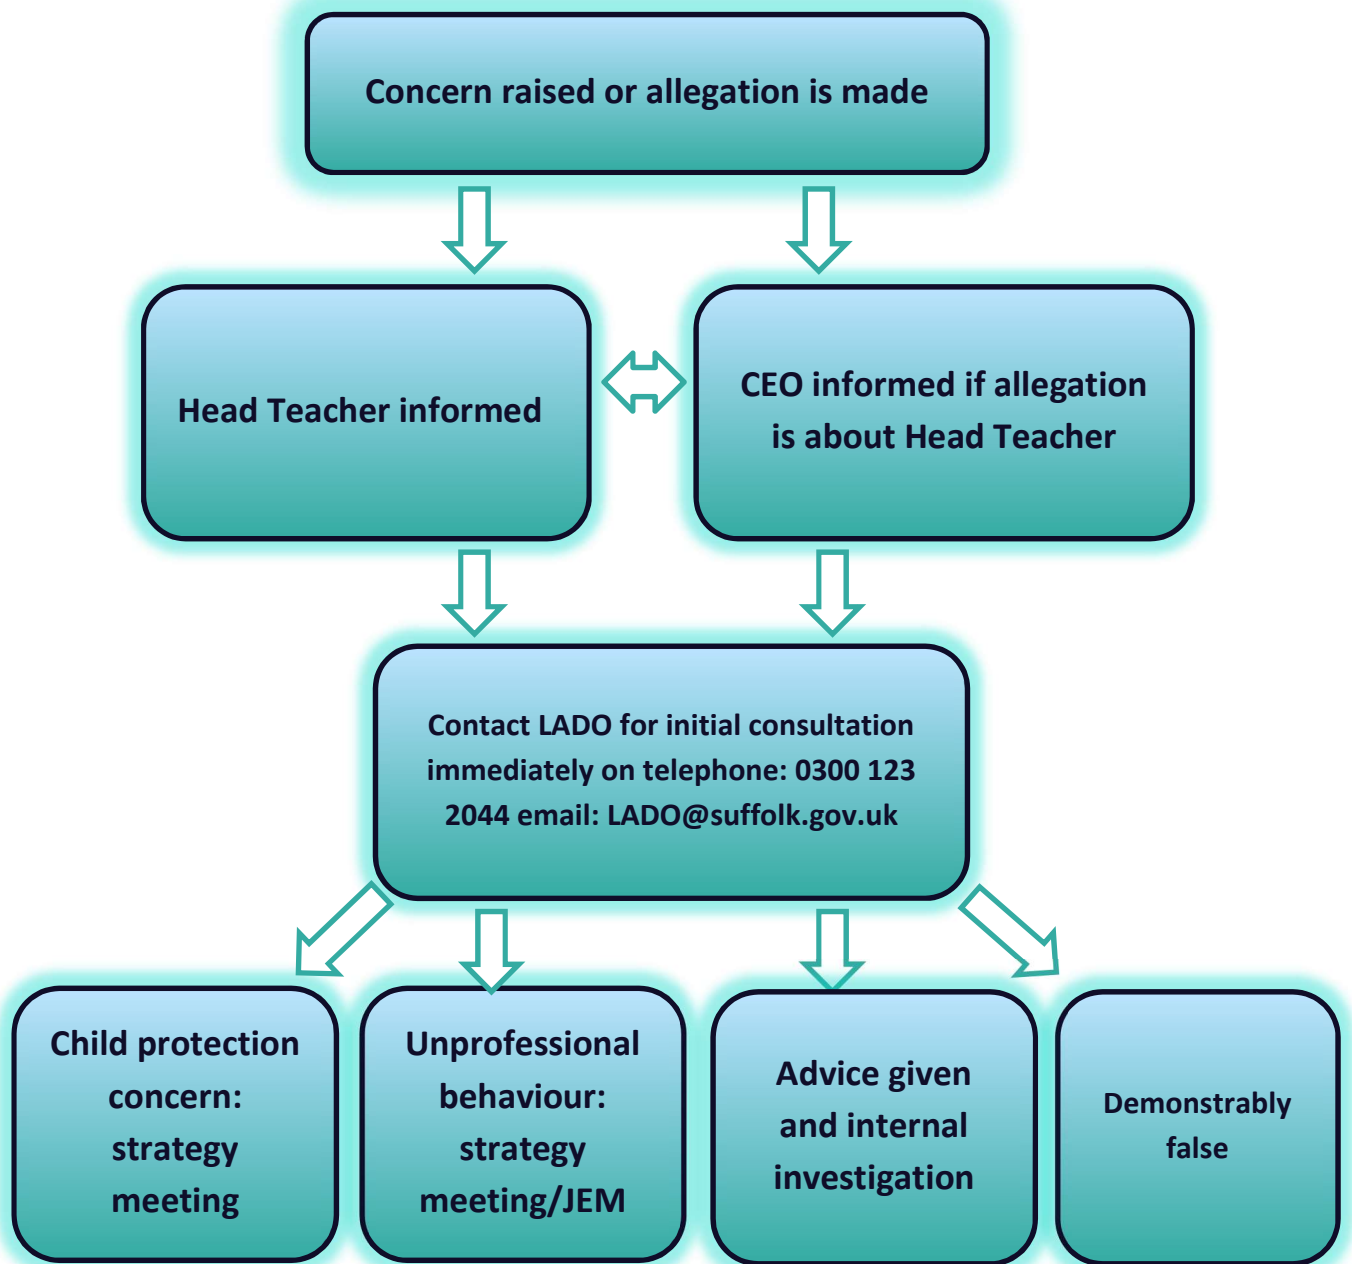 Concern raised or allegation is made
Head Teacher informed
CEO informed if allegation
is about Head Teacher
Contact LADO for initial consultation
immediately on telephone: 0300 123
2044 email: LADO@suffolk.gov.uk
Child protection
concern:
strategy
meeting
Unprofessional
behaviour:
strategy
meeting/JEM
Advice given
and internal
investigation
Demonstrably
false